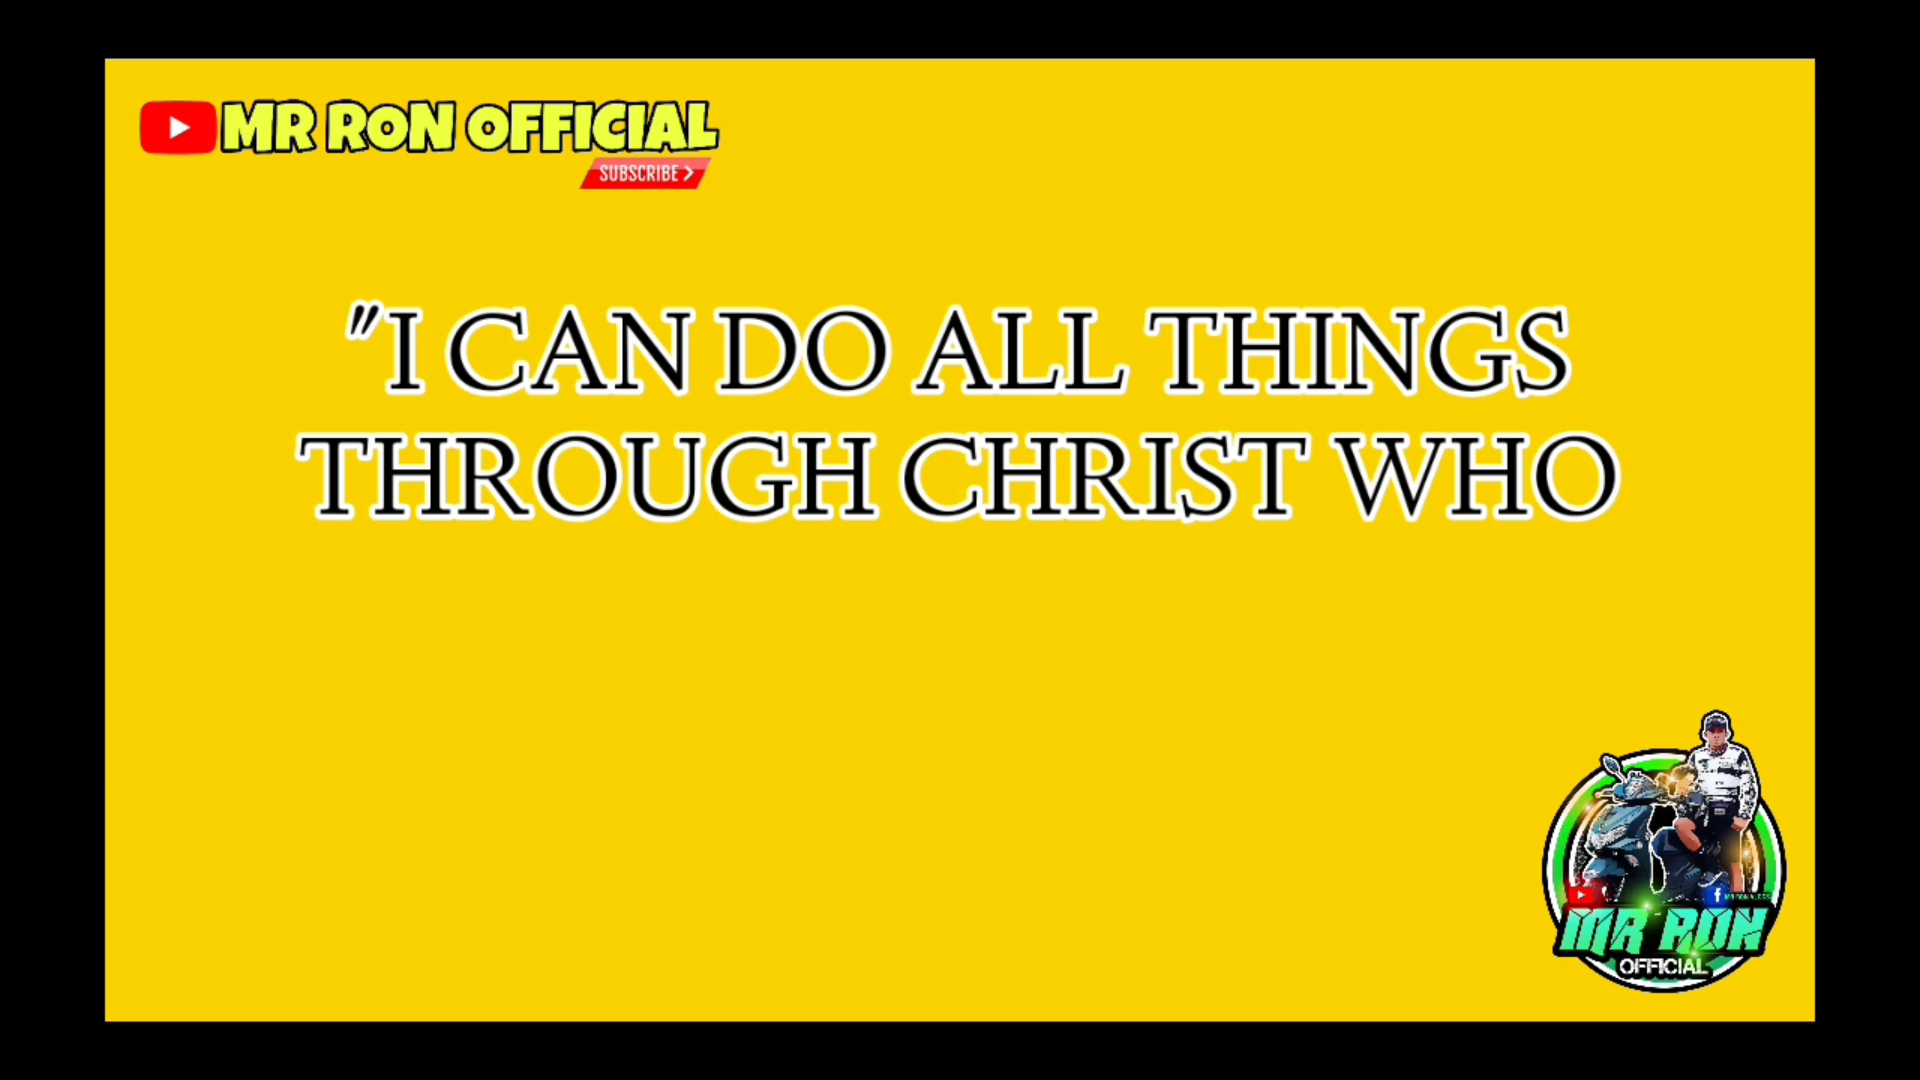 MR RON OFFICIAL
SUBSCRIBE >
"I CAN DO ALL THINGS
THROUGH CHRIST WHO
MR RON
OFFICIAL